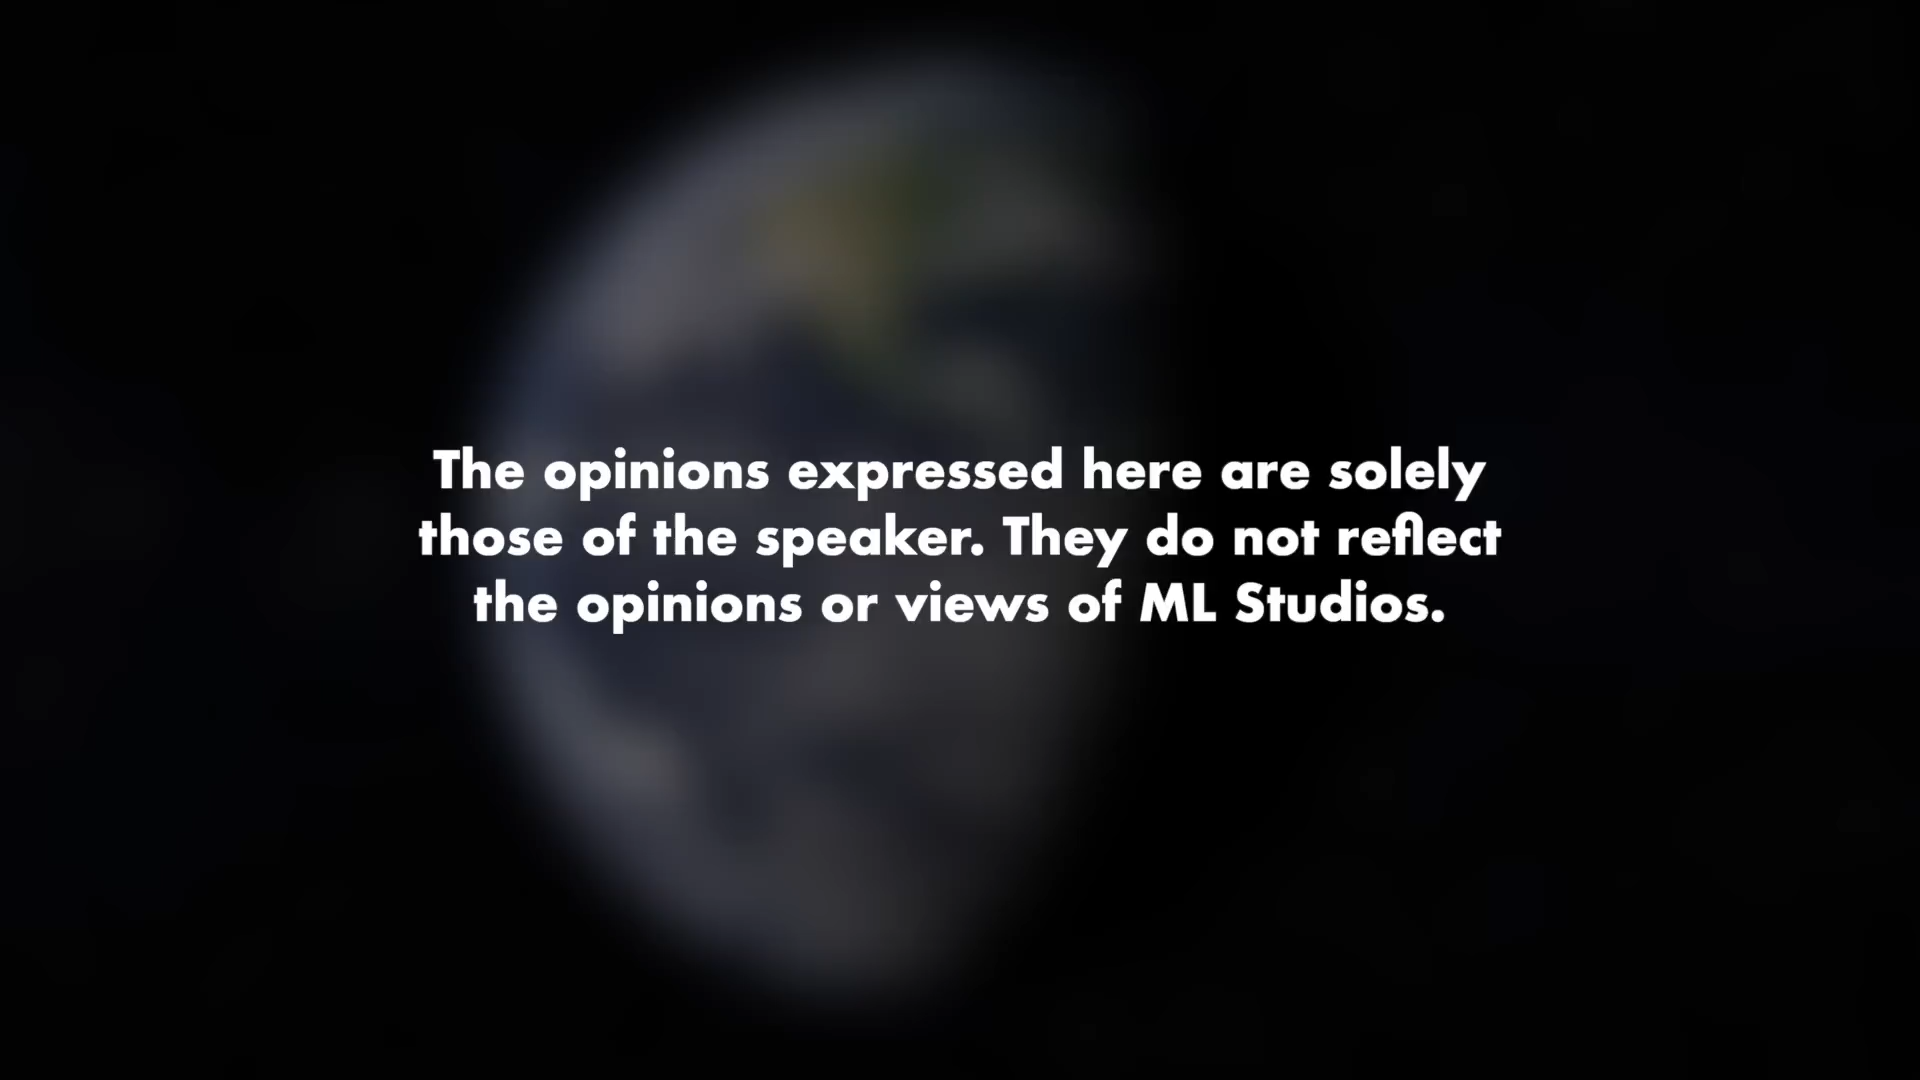 The opinions expressed here are solely
those of the speaker. They do not reflect
the opinions or views of ML Studios.